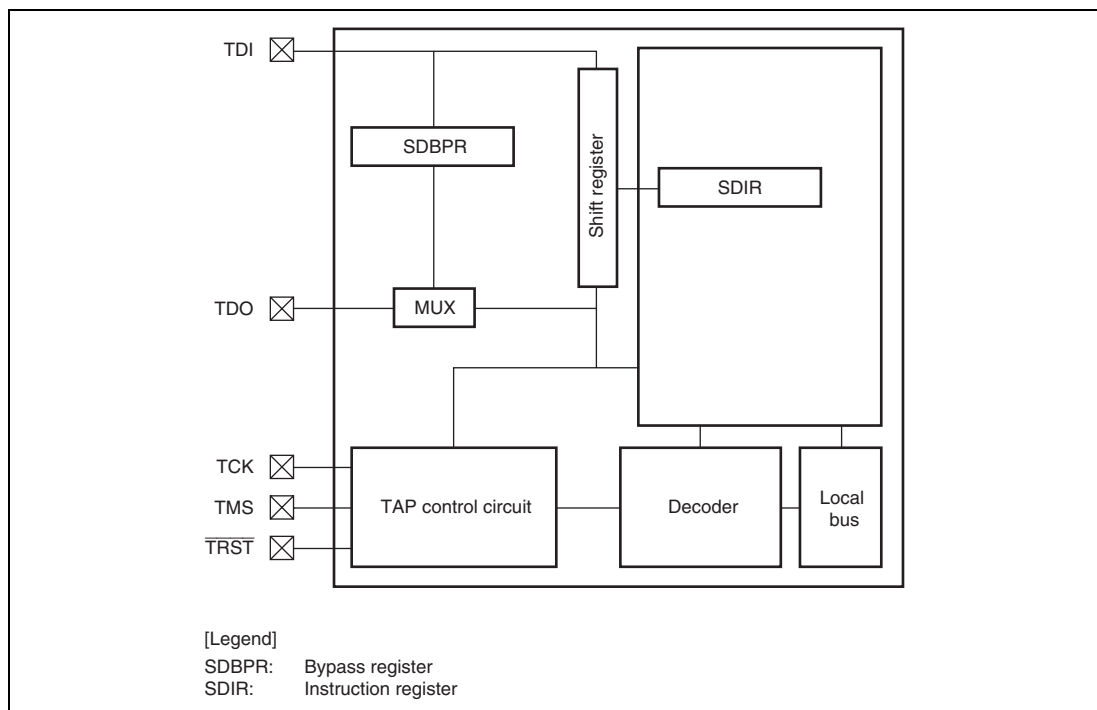 TDI
SDBPR
Shift register
SDIR
TDO
MUX
TCK
TMS
TRST
TAP control circuit
Decoder
Local
bus
[Legend]
SDBPR: Bypass register
SDIR: Instruction register